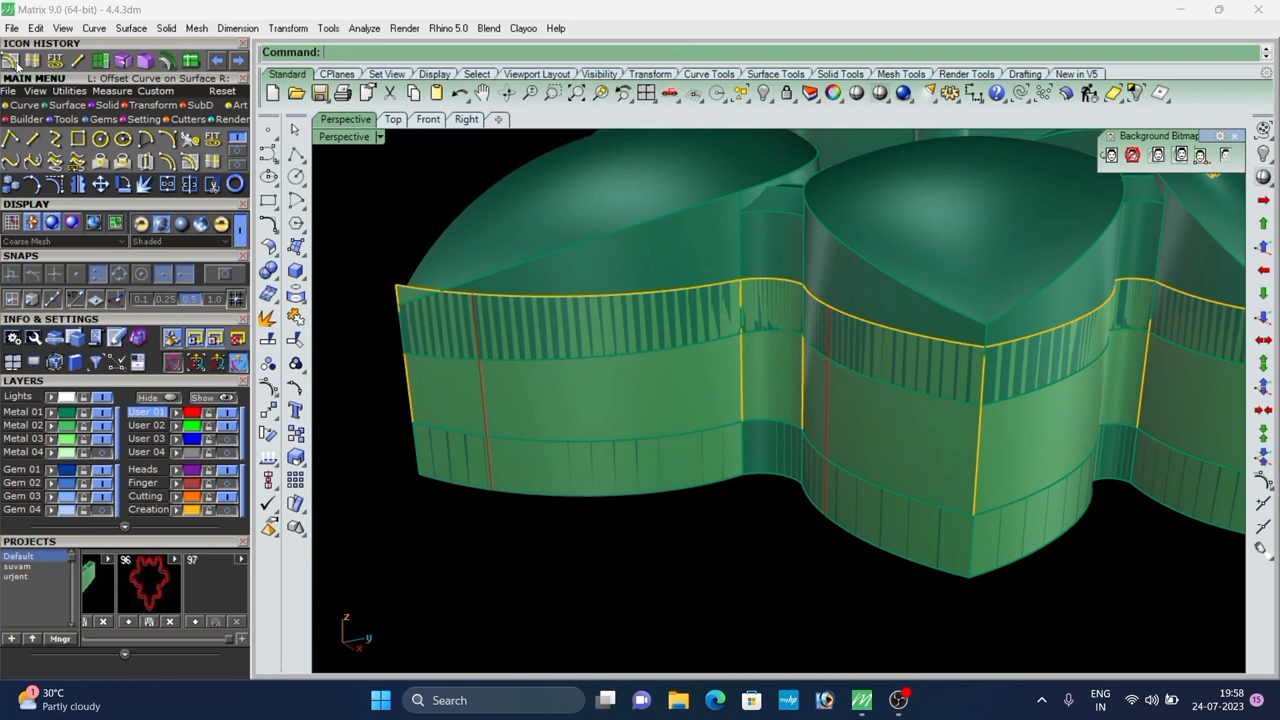 Matrix 9.0 (64-bit) - 4.4.3dm
File Edit View Curve Surface Solid Mesh Dimension Transform Tools Analyze Render Rhino 5.0 Blend Clayoo Help
ICON HISTORY
Command:
MAIN MENU L: Offset Curve on Surface R:
Standard CPlanes Set View Display Select Viewport Layout Visibility Transform Curve Tools Surface Tools Solid Tools Mesh Tools Render Tools Drafting New in V5
File View Utilities Measure Custom Reset
Curve Surface Solid Transform SubD Art
Builder Tools Gems Setting Cutters Render
Perspective Top Front Right
Perspective
Background Bitmap
FIT
FIT
DISPLAY
Coarse Mesh Shaded
SNAPS
0.1 0.25 0.5 1.0
INFO & SETTINGS
LAYERS
Lights Hide Show
Metal 01 User 01
Metal 02 User 02
Metal 03 User 03
Metal 04 User 04
Gem 01 Heads
Gem 02 Finger
Gem 03 Cutting
Gem 04 Creation
PROJECTS
Default
suvam
urjent
96 97
Mngr
z
y
x
30°C
Partly cloudy
Search
ENG
IN
19:58
24-07-2023
15